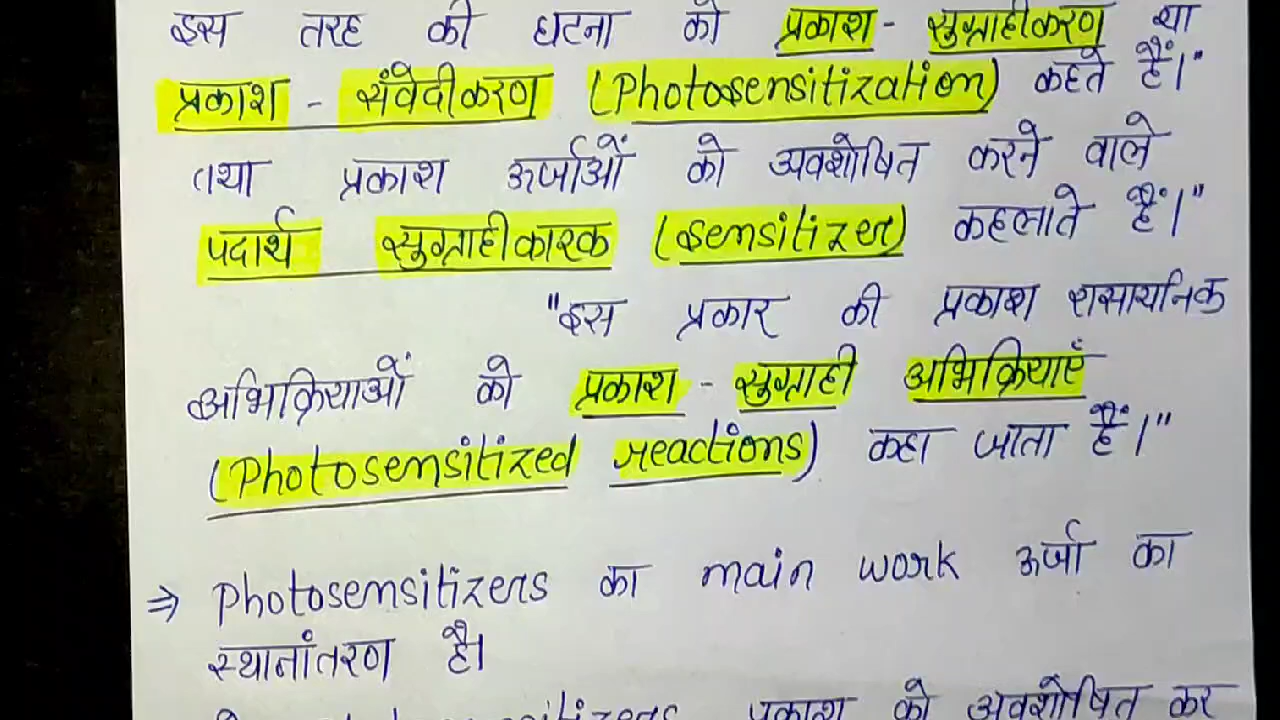 इस तरह की घटना को प्रकाश - सुग्राहीकरण या
प्रकाश - संवेदीकरण (Photosensitization) कहते हैं।"
तथा प्रकाश ऊर्जाओं को अवशोषित करने वाले
पदार्थ सुग्राहीकारक (sensitizer) कहलाते हैं।"
"इस प्रकार की प्रकाश रासायनिक
अभिक्रियाओं को प्रकाश - सुग्राही अभिक्रियाएँ
(Photosensitized reactions) कहा जाता हैं।"
⇒ Photosensitizers का main work ऊर्जा का
स्थानांतरण है।
प्रकाश को अवशोषित कर